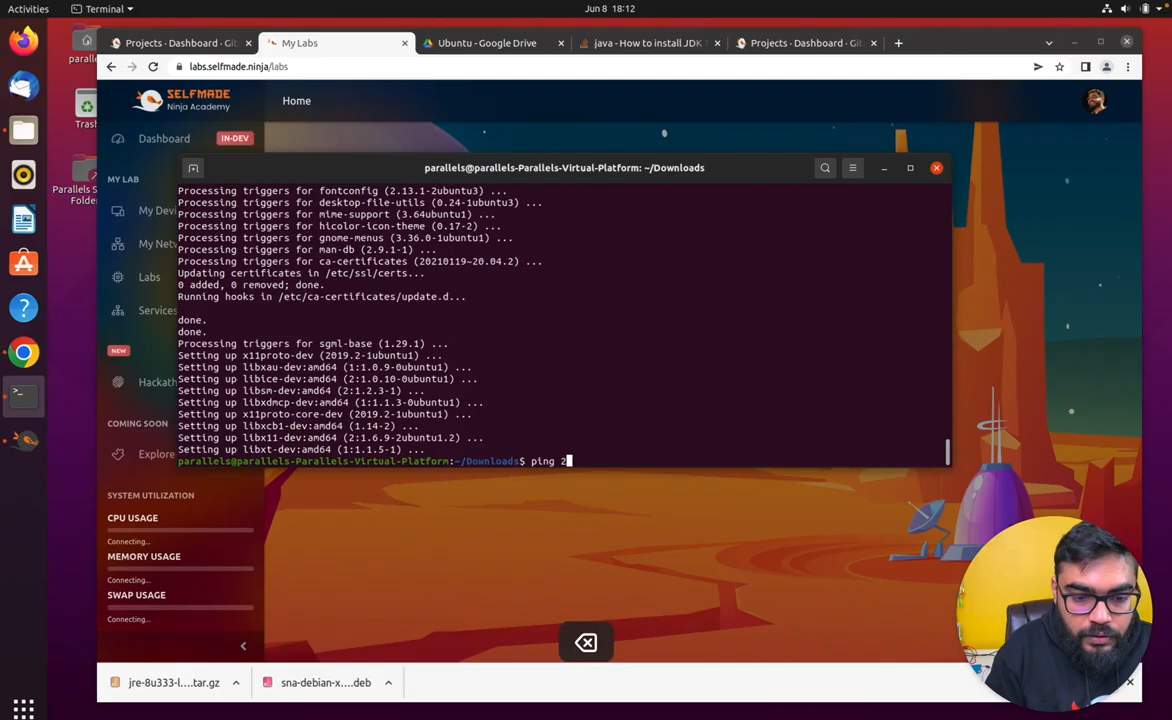 Activities
Terminal
Jun 8 18:12
Projects · Dashboard · Git
My Labs
Ubuntu - Google Drive
java - How to install JDK
Projects · Dashboard · Git
labs.selfmade.ninja/labs
SELFMADE
Ninja Academy
Home
Dashboard
IN-DEV
MY LAB
My Dev
My Net
Labs
Services
NEW
Hackath
COMING SOON
Explore
SYSTEM UTILIZATION
CPU USAGE
Connecting...
MEMORY USAGE
Connecting...
SWAP USAGE
Connecting...
parallel
Trash
Parallels S
Folder
parallels@parallels-Parallels-Virtual-Platform: ~/Downloads
Processing triggers for fontconfig (2.13.1-2ubuntu3) ...
Processing triggers for desktop-file-utils (0.24-1ubuntu3) ...
Processing triggers for mime-support (3.64ubuntu1) ...
Processing triggers for hicolor-icon-theme (0.17-2) ...
Processing triggers for gnome-menus (3.36.0-1ubuntu1) ...
Processing triggers for man-db (2.9.1-1) ...
Processing triggers for ca-certificates (20210119~20.04.2) ...
Updating certificates in /etc/ssl/certs...
0 added, 0 removed; done.
Running hooks in /etc/ca-certificates/update.d...
done.
done.
Processing triggers for sgml-base (1.29.1) ...
Setting up x11proto-dev (2019.2-1ubuntu1) ...
Setting up libxau-dev:amd64 (1:1.0.9-0ubuntu1) ...
Setting up libice-dev:amd64 (2:1.0.10-0ubuntu1) ...
Setting up libsm-dev:amd64 (2:1.2.3-1) ...
Setting up libxdmcp-dev:amd64 (1:1.1.3-0ubuntu1) ...
Setting up x11proto-core-dev (2019.2-1ubuntu1) ...
Setting up libxcb1-dev:amd64 (1.14-2) ...
Setting up libx11-dev:amd64 (2:1.6.9-2ubuntu1.2) ...
Setting up libxt-dev:amd64 (1:1.1.5-1) ...
parallels@parallels-Parallels-Virtual-Platform:~/Downloads$ ping 2
jre-8u333-l....tar.gz
sna-debian-x....deb